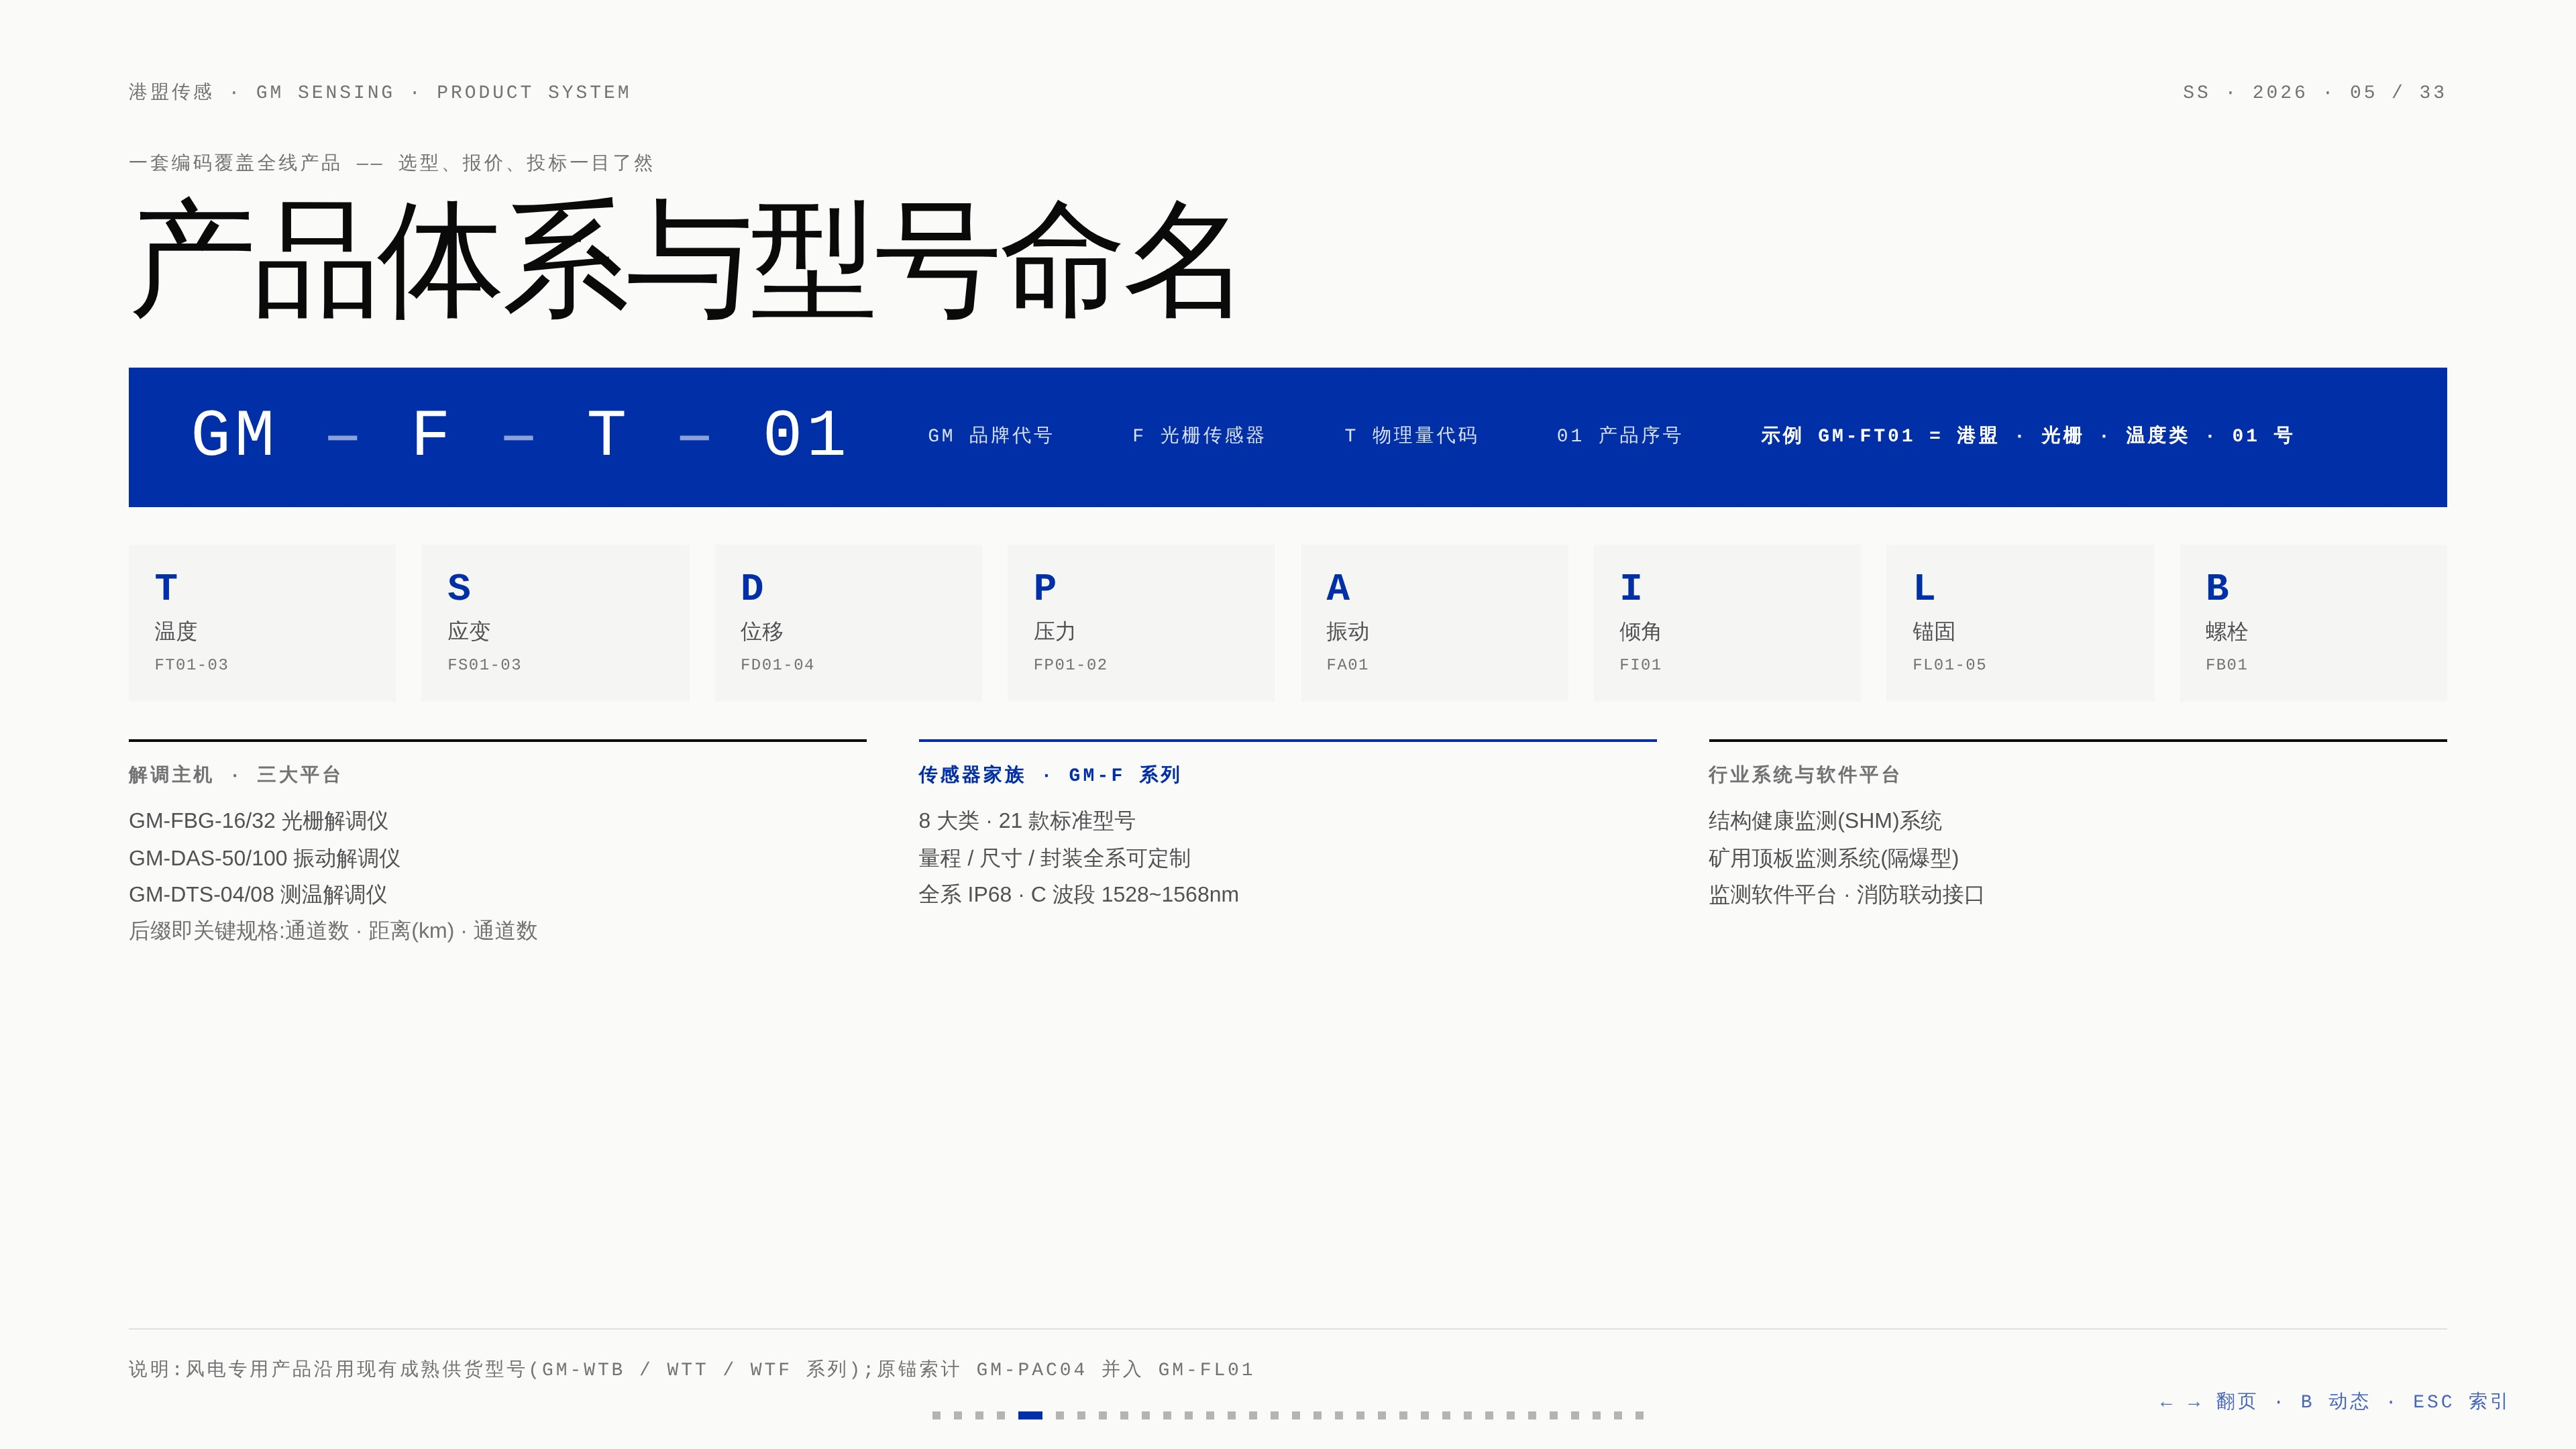 港盟传感 · GM SENSING · PRODUCT SYSTEM
SS · 2026 · 05 / 33
一套编码覆盖全线产品 —— 选型、报价、投标一目了然
产品体系与型号命名
GM – F – T – 01
GM 品牌代号
F 光栅传感器
T 物理量代码
01 产品序号
示例 GM-FT01 = 港盟 · 光栅 · 温度类 · 01 号
T
温度
FT01-03
S
应变
FS01-03
D
位移
FD01-04
P
压力
FP01-02
A
振动
FA01
I
倾角
FI01
L
锚固
FL01-05
B
螺栓
FB01
解调主机 · 三大平台
GM-FBG-16/32 光栅解调仪
GM-DAS-50/100 振动解调仪
GM-DTS-04/08 测温解调仪
后缀即关键规格:通道数 · 距离(km) · 通道数
传感器家族 · GM-F 系列
8 大类 · 21 款标准型号
量程 / 尺寸 / 封装全系可定制
全系 IP68 · C 波段 1528~1568nm
行业系统与软件平台
结构健康监测(SHM)系统
矿用顶板监测系统(隔爆型)
监测软件平台 · 消防联动接口
说明:风电专用产品沿用现有成熟供货型号(GM-WTB / WTT / WTF 系列);原锚索计 GM-PAC04 并入 GM-FL01
← → 翻页 · B 动态 · ESC 索引